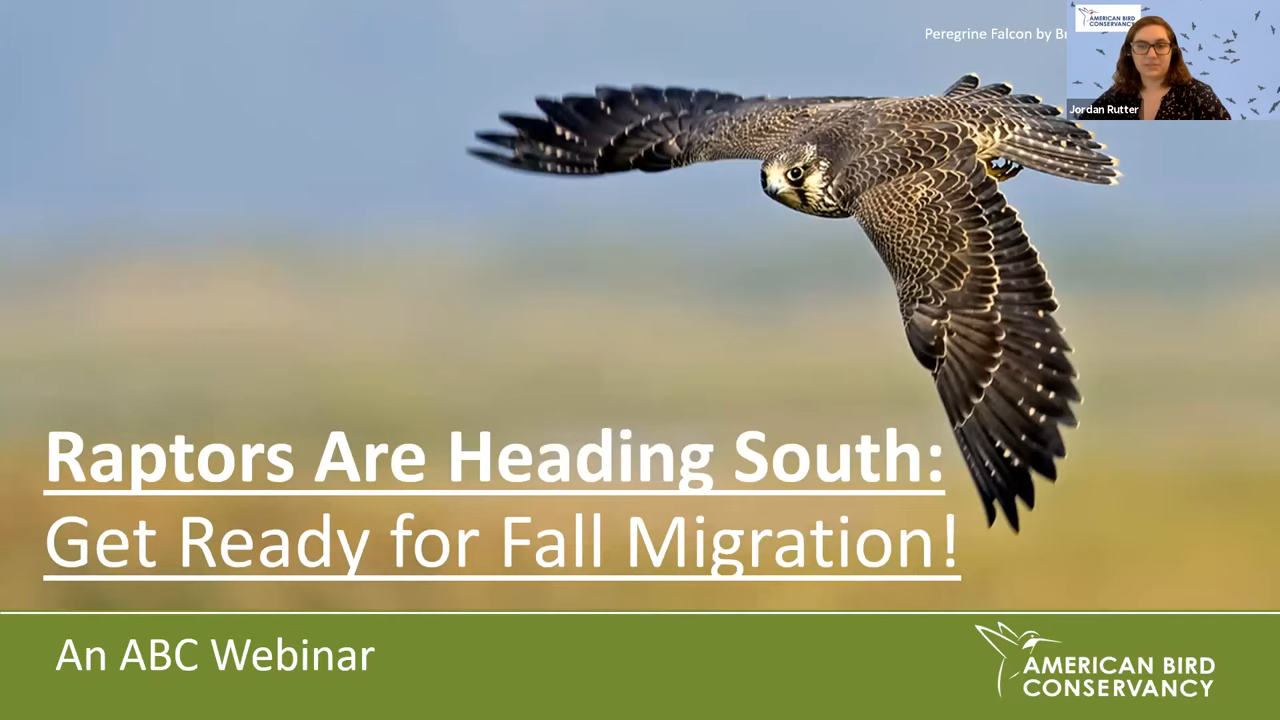 Peregrine Falcon by
AMERICAN BIRD
CONSERVANCY
Jordan Rutter
Raptors Are Heading South:
Get Ready for Fall Migration!
An ABC Webinar
AMERICAN BIRD
CONSERVANCY